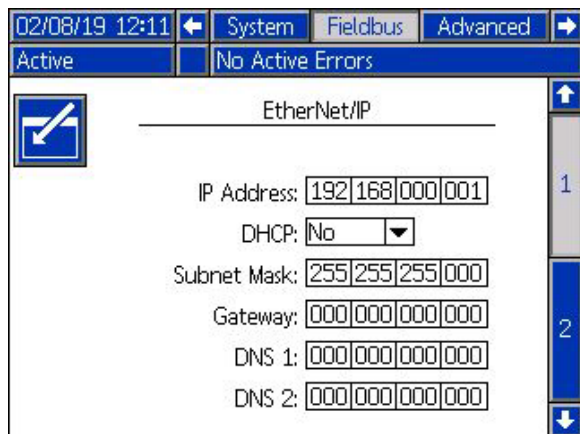 02/08/19 12:11 System Fieldbus Advanced
Active No Active Errors
EtherNet/IP
1
IP Address: 192 168 000 001
DHCP: No
Subnet Mask: 255 255 255 000
Gateway: 000 000 000 000
2
DNS 1: 000 000 000 000
DNS 2: 000 000 000 000